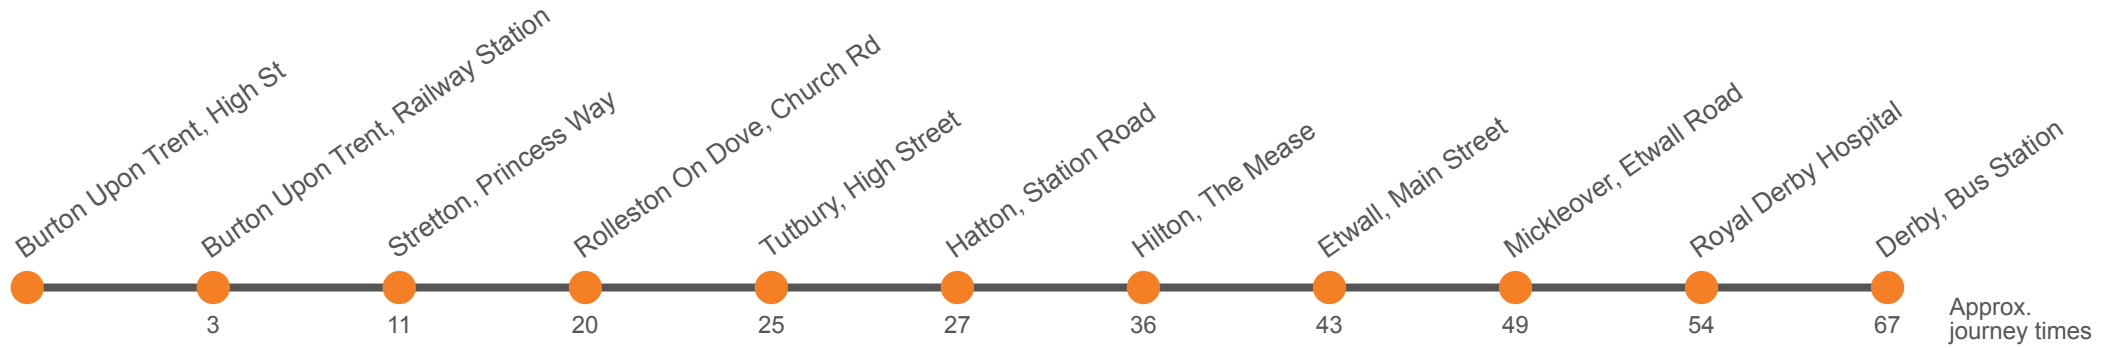 Burton Upon Trent, High St
Burton Upon Trent, Railway Station
Stretton, Princess Way
Rolleston On Dove, Church Rd
Tutbury, High Street
Hatton, Station Road
Hilton, The Mease
Etwall, Main Street
Mickleover, Etwall Road
Royal Derby Hospital
Derby, Bus Station
3 11 20 25 27 36 43 49 54 67
Approx.
journey times